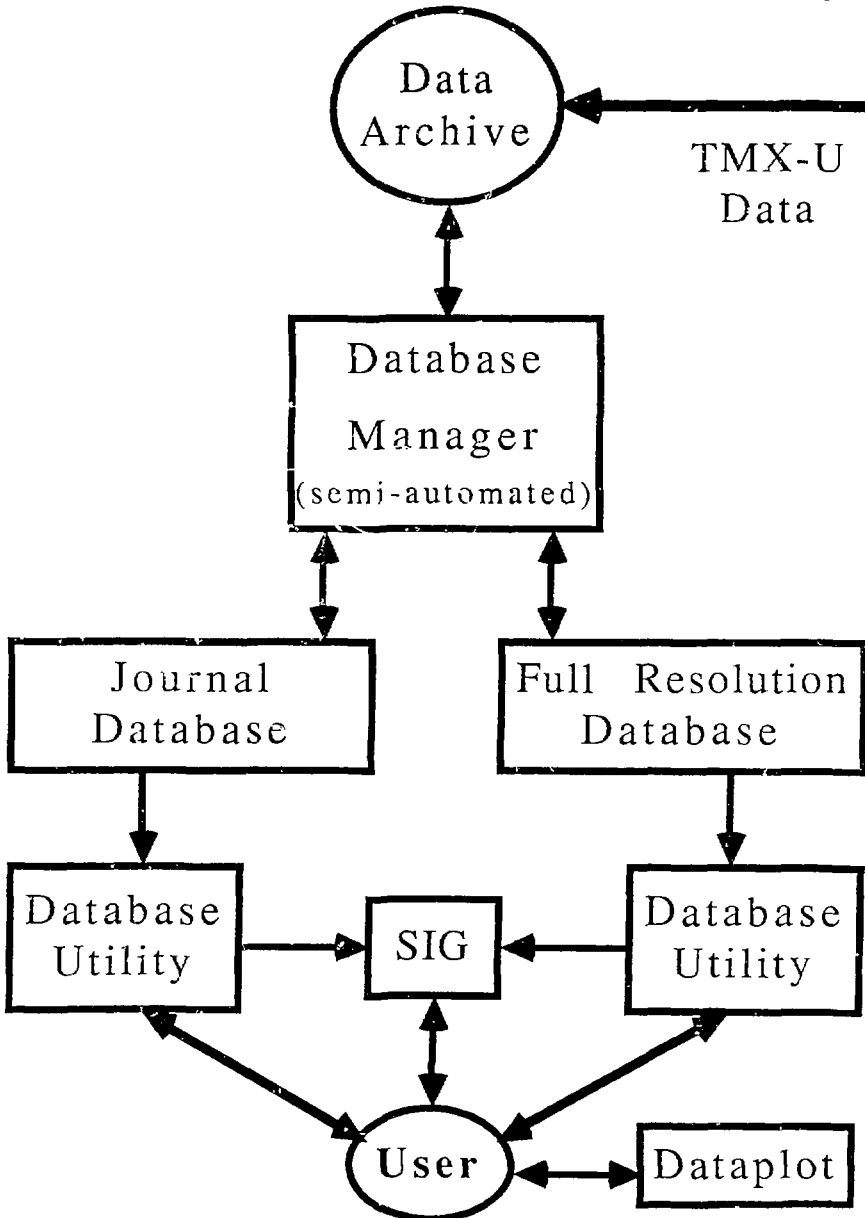 Data
Archive
TMX-U
Data
Database
Manager
(semi-automated)
Journal
Database
Full Resolution
Database
Database
Utility
SIG
Database
Utility
User
Dataplot